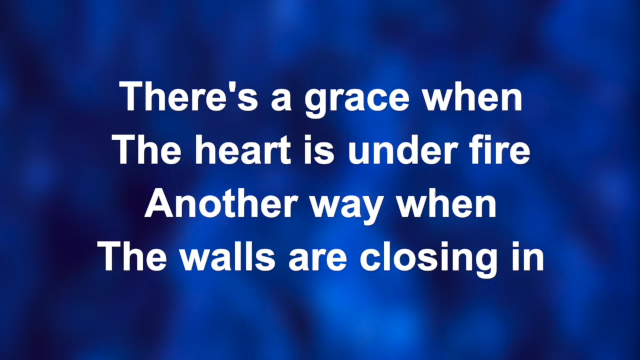 There's a grace when
The heart is under fire
Another way when
The walls are closing in